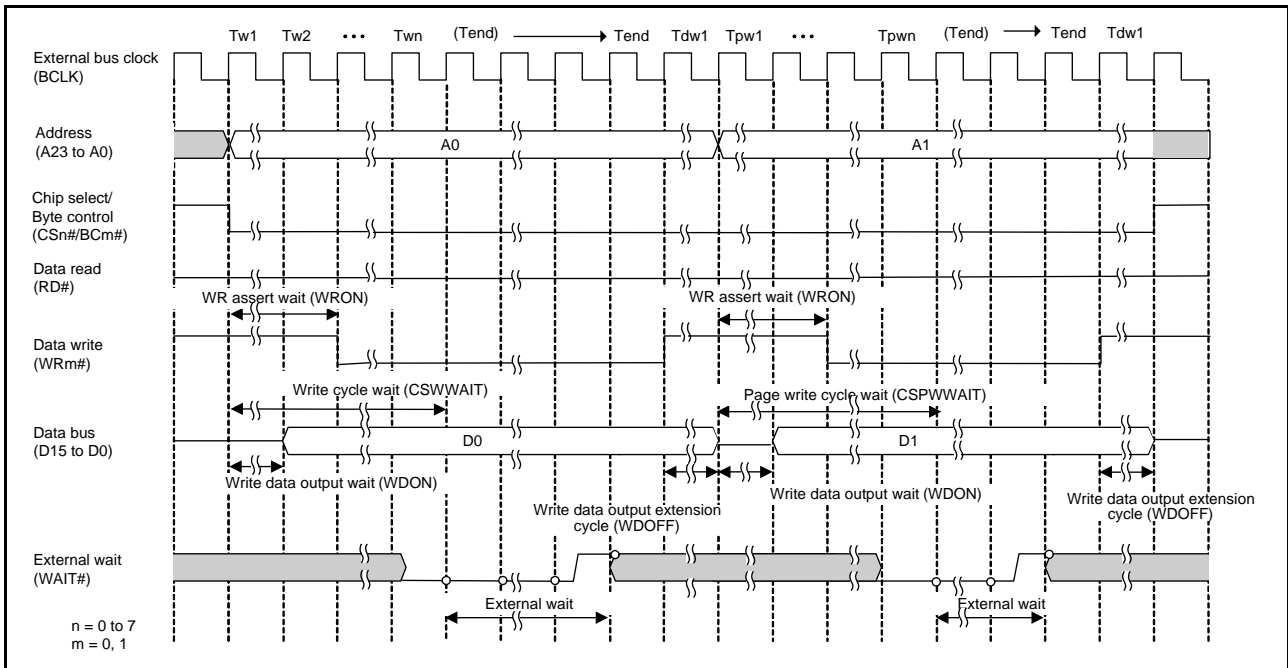 Tw1 Tw2 ••• Twn (Tend) Tend Tdw1 Tpw1 ••• Tpwn (Tend) Tend Tdw1
External bus clock
(BCLK)
Address
(A23 to A0)
A0 A1
Chip select/
Byte control
(CSn#/BCm#)
Data read
(RD#)
WR assert wait (WRON) WR assert wait (WRON)
Data write
(WRm#)
Write cycle wait (CSWWAIT) Page write cycle wait (CSPWWAIT)
Data bus
(D15 to D0)
D0 D1
Write data output wait (WDON) Write data output wait (WDON)
Write data output extension
cycle (WDOFF)
Write data output extension
cycle (WDOFF)
External wait
(WAIT#)
External wait External wait
n = 0 to 7
m = 0, 1